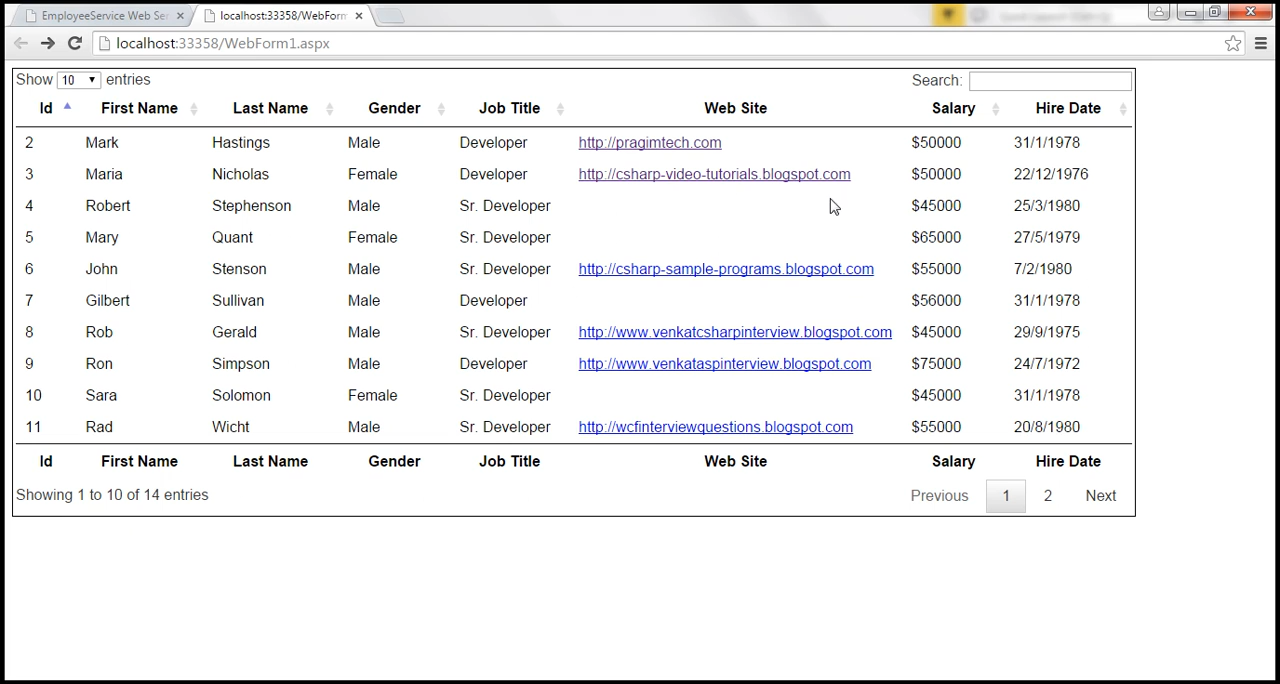 EmployeeService Web Ser
localhost:33358/WebForm
localhost:33358/WebForm1.aspx
Show 10 entries Search:
Id First Name Last Name Gender Job Title Web Site Salary Hire Date
2 Mark Hastings Male Developer http://pragimtech.com $50000 31/1/1978
3 Maria Nicholas Female Developer http://csharp-video-tutorials.blogspot.com $50000 22/12/1976
4 Robert Stephenson Male Sr. Developer $45000 25/3/1980
5 Mary Quant Female Sr. Developer $65000 27/5/1979
6 John Stenson Male Sr. Developer http://csharp-sample-programs.blogspot.com $55000 7/2/1980
7 Gilbert Sullivan Male Developer $56000 31/1/1978
8 Rob Gerald Male Sr. Developer http://www.venkatcsharpinterview.blogspot.com $45000 29/9/1975
9 Ron Simpson Male Developer http://www.venkataspinterview.blogspot.com $75000 24/7/1972
10 Sara Solomon Female Sr. Developer $45000 31/1/1978
11 Rad Wicht Male Sr. Developer http://wcfinterviewquestions.blogspot.com $55000 20/8/1980
Id First Name Last Name Gender Job Title Web Site Salary Hire Date
Showing 1 to 10 of 14 entries Previous 1 2 Next